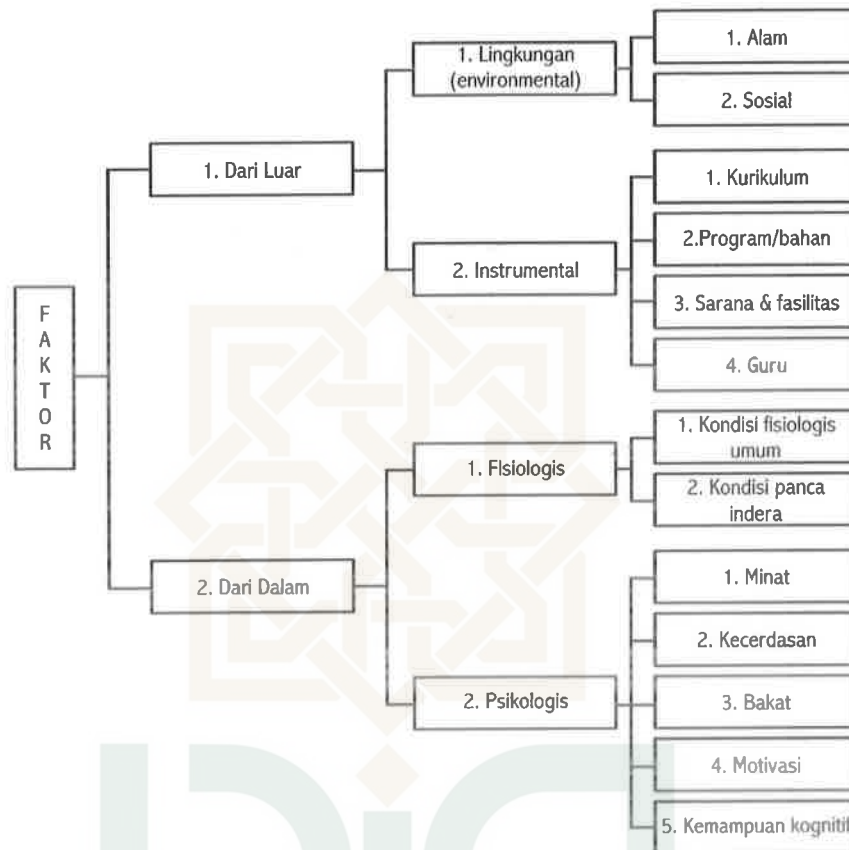 FAKTOR
1. Dari Luar
1. Lingkungan
(environmental)
1. Alam
2. Sosial
2. Instrumental
1. Kurikulum
2.Program/bahan
3. Sarana & fasilitas
4. Guru
2. Dari Dalam
1. FIsiologis
1. Kondisi fisiologis
umum
2. Kondisi panca
indera
2. Psikologis
1. Minat
2. Kecerdasan
3. Bakat
4. Motivasi
5. Kemampuan kognitif